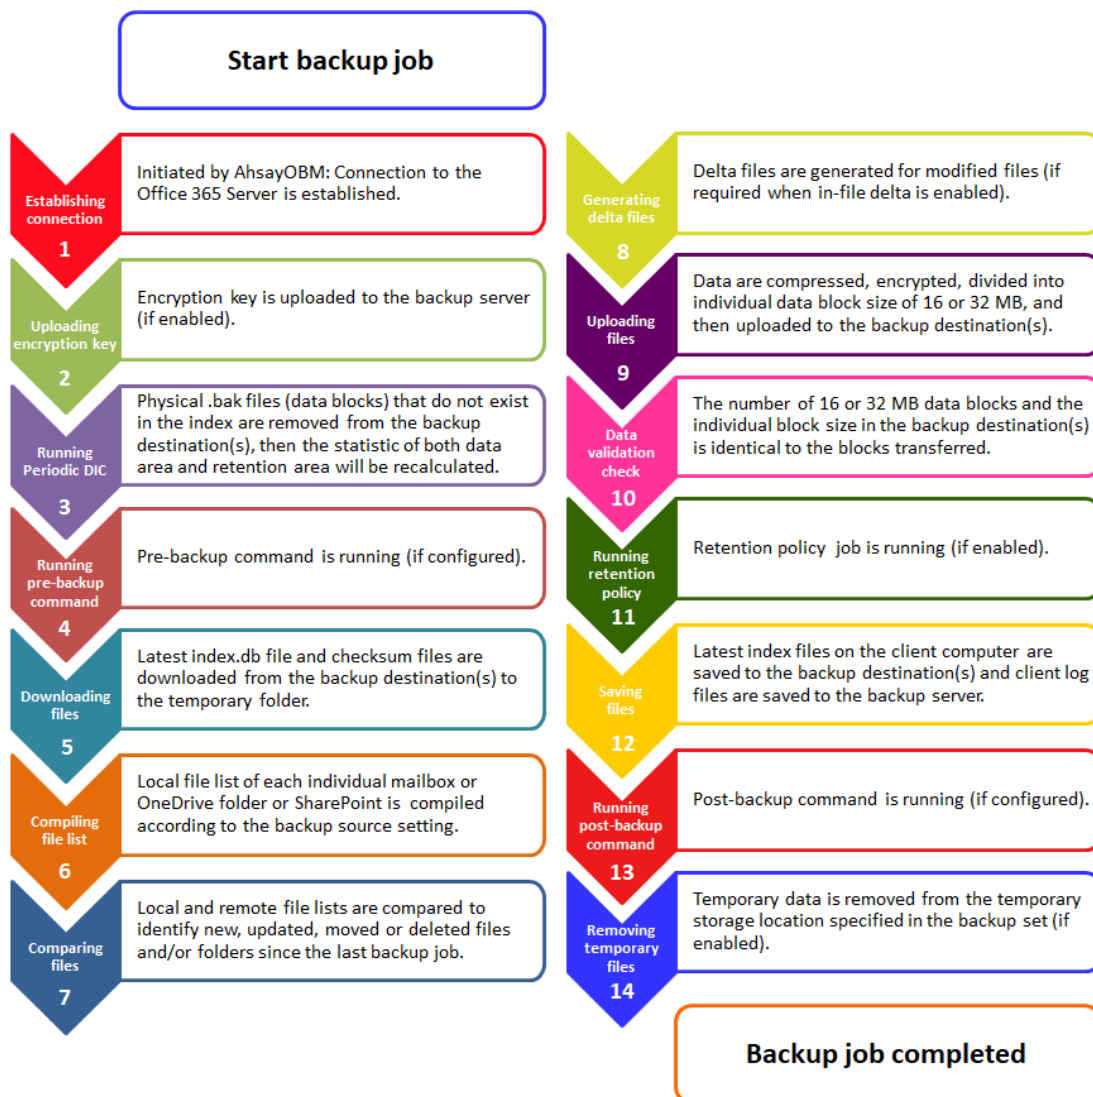 Start backup job
Establishing
connection
1
Initiated by AhsayOBM: Connection to the
Office 365 Server is established.
Uploading
encryption key
2
Encryption key is uploaded to the backup server
(if enabled).
Running
Periodic DIC
3
Physical .bak files (data blocks) that do not exist
in the index are removed from the backup
destination(s), then the statistic of both data
area and retention area will be recalculated.
Running
pre-backup
command
4
Pre-backup command is running (if configured).
Downloading
files
5
Latest index.db file and checksum files are
downloaded from the backup destination(s) to
the temporary folder.
Compiling
file list
6
Local file list of each individual mailbox or
OneDrive folder or SharePoint is compiled
according to the backup source setting.
Comparing
files
7
Local and remote file lists are compared to
identify new, updated, moved or deleted files
and/or folders since the last backup job.
Generating
delta files
8
Delta files are generated for modified files (if
required when in-file delta is enabled).
Uploading
files
9
Data are compressed, encrypted, divided into
individual data block size of 16 or 32 MB, and
then uploaded to the backup destination(s).
Data
validation
check
10
The number of 16 or 32 MB data blocks and the
individual block size in the backup destination(s)
is identical to the blocks transferred.
Running
retention
policy
11
Retention policy job is running (if enabled).
Saving
files
12
Latest index files on the client computer are
saved to the backup destination(s) and client log
files are saved to the backup server.
Running
post-backup
command
13
Post-backup command is running (if configured).
Removing
temporary
files
14
Temporary data is removed from the temporary
storage location specified in the backup set (if
enabled).
Backup job completed